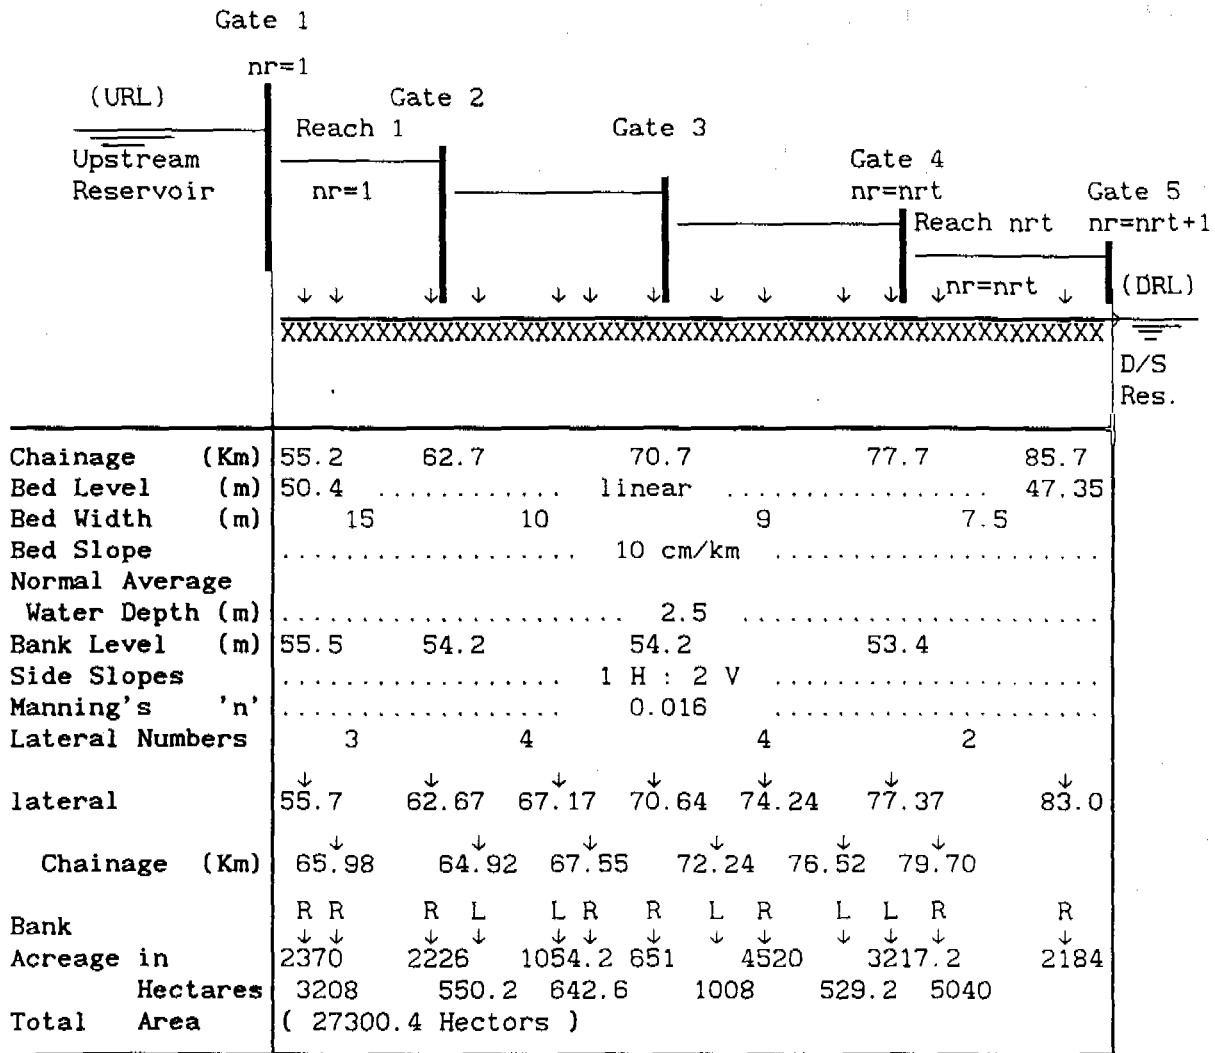 Gate 1
nr=1
(URL) Gate 2
Reach 1 Gate 3
Upstream Gate 4
Reservoir nr=1 nr=nrt Gate 5
Reach nrt nr=nrt+1
nr=nrt (DRL)
XXXXXXXXXXXXXXXXXXXXXXXXXXXXXXXXXXXXXXXXXXXXXXXXXXXX
D/S
Res.
Chainage (Km) 55.2 62.7 70.7 77.7 85.7
Bed Level (m) 50.4 ............ linear ................. 47.35
Bed Width (m) 15 10 9 7.5
Bed Slope ................... 10 cm/km .....................
Normal Average
Water Depth (m) ...................... 2.5 .......................
Bank Level (m) 55.5 54.2 54.2 53.4
Side Slopes .................. 1 H : 2 V .....................
Manning's 'n' .................. 0.016 .....................
Lateral Numbers 3 4 4 2
lateral 55.7 62.67 67.17 70.64 74.24 77.37 83.0
Chainage (Km) 65.98 64.92 67.55 72.24 76.52 79.70
R R R L L R R L R L L R R
Bank
Acreage in 2370 2226 1054.2 651 4520 3217.2 2184
Hectares 3208 550.2 642.6 1008 529.2 5040
Total Area ( 27300.4 Hectors )